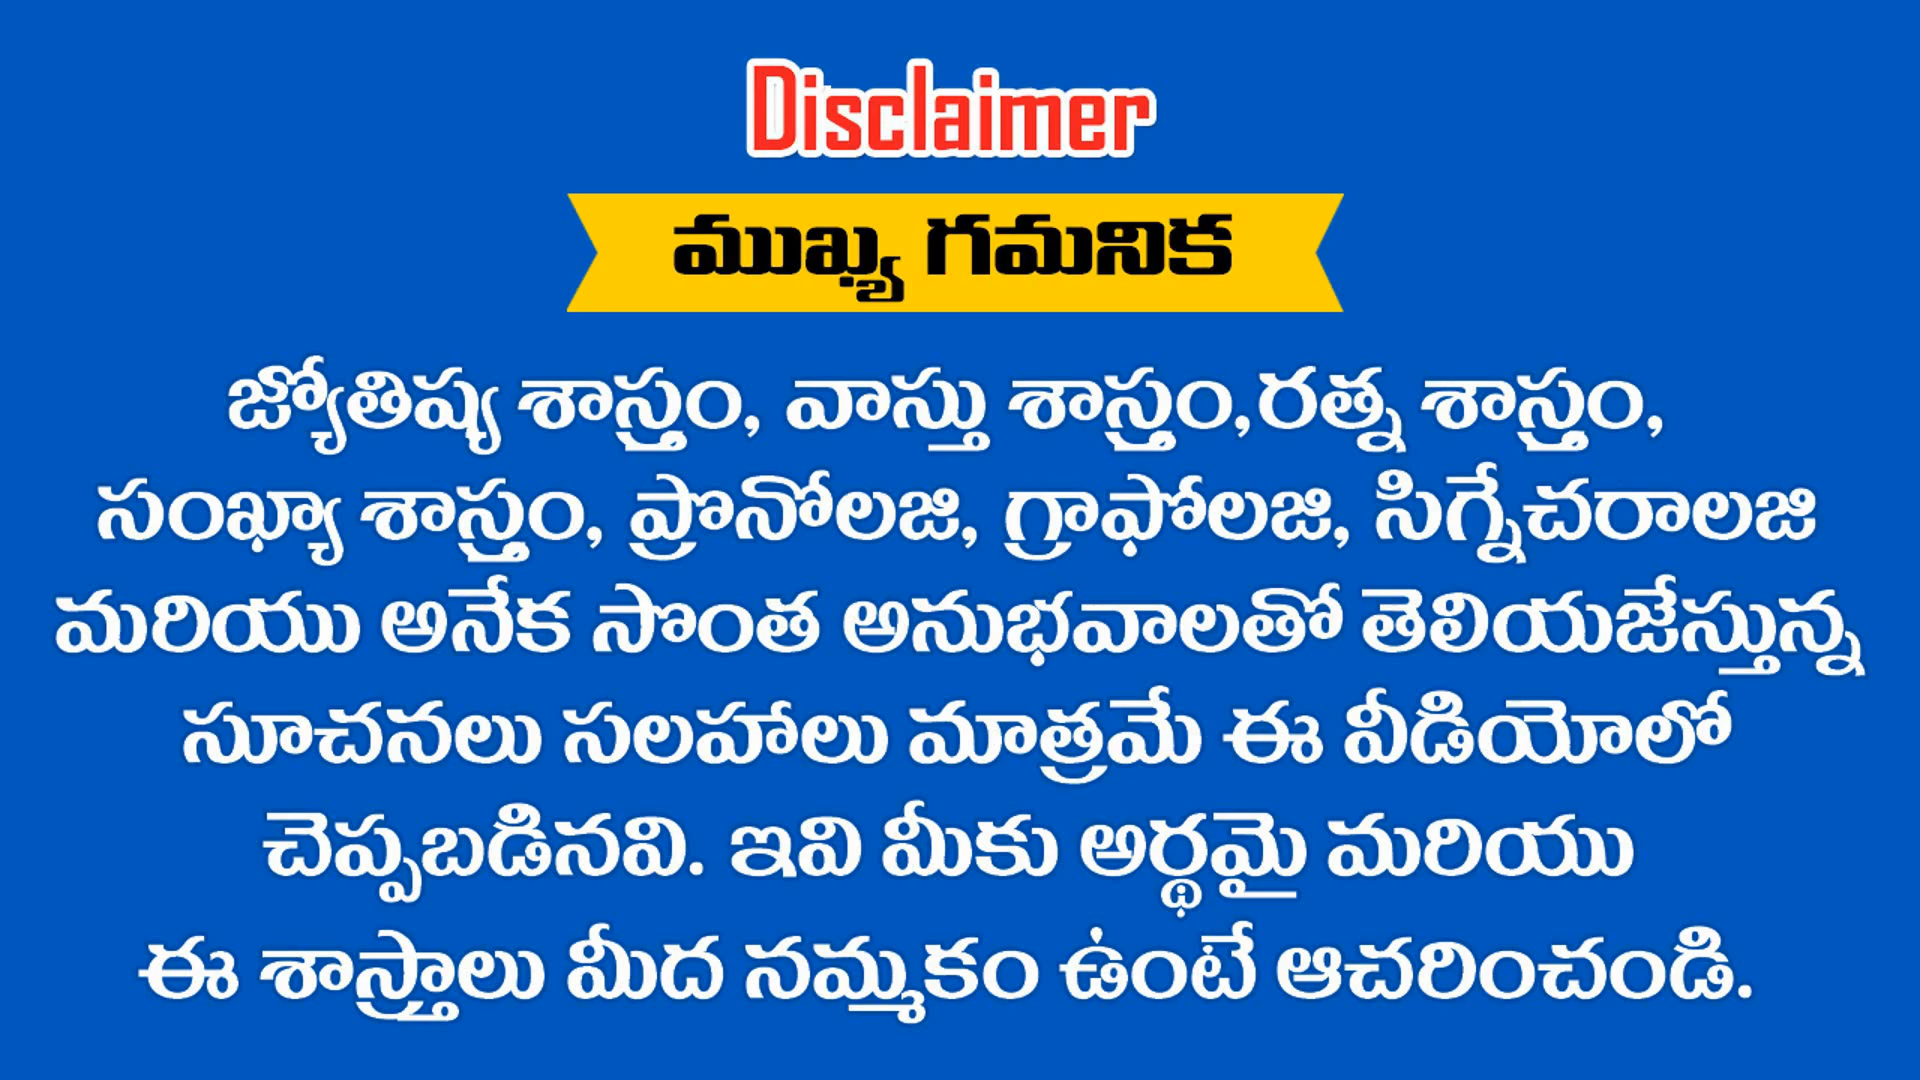 Disclaimer
ముఖ్య గమనిక
జ్యోతిష్య శాస్త్రం, వాస్తు శాస్త్రం,రత్న శాస్త్రం,
సంఖ్యా శాస్త్రం, ప్రొనోలజి, గ్రాఫోలజి, సిగ్నేచరాలజి
మరియు అనేక సొంత అనుభవాలతో తెలియజేస్తున్న
సూచనలు సలహాలు మాత్రమే ఈ వీడియోలో
చెప్పబడినవి. ఇవి మీకు అర్థమై మరియు
ఈ శాస్త్రాలు మీద నమ్మకం ఉంటే ఆచరించండి.